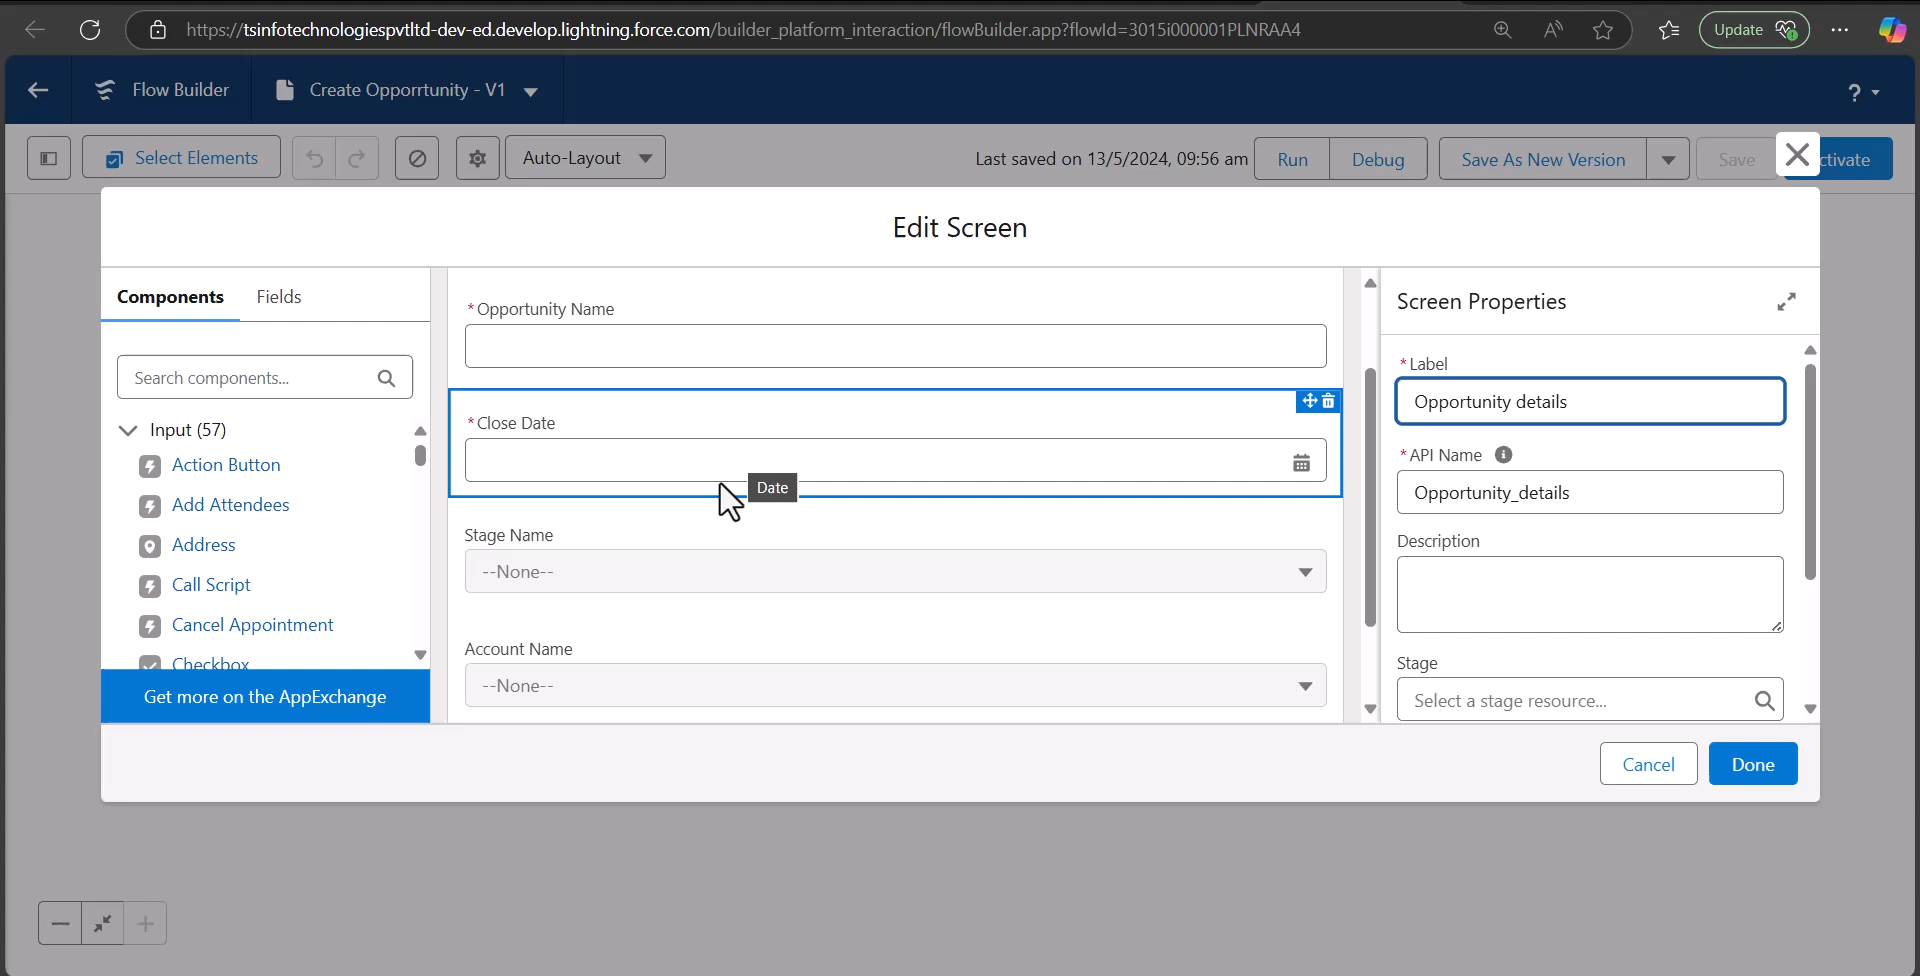 https://tsinfotechnologiespvtltd-dev-ed.develop.lightning.force.com/builder_platform_interaction/flowBuilder.app?flowId=3015i000001PLNRAA4
Update
Flow Builder
Create Opporrtunity - V1
?
Select Elements
Auto-Layout
Last saved on 13/5/2024, 09:56 am
Run
Debug
Save As New Version
Save
ctivate
Edit Screen
Components
Fields
Search components...
Input (57)
Action Button
Add Attendees
Address
Call Script
Cancel Appointment
Checkbox
Get more on the AppExchange
*Opportunity Name
*Close Date
Date
Stage Name
--None--
Account Name
--None--
Screen Properties
*Label
Opportunity details
*API Name
Opportunity_details
Description
Stage
Select a stage resource...
Cancel
Done